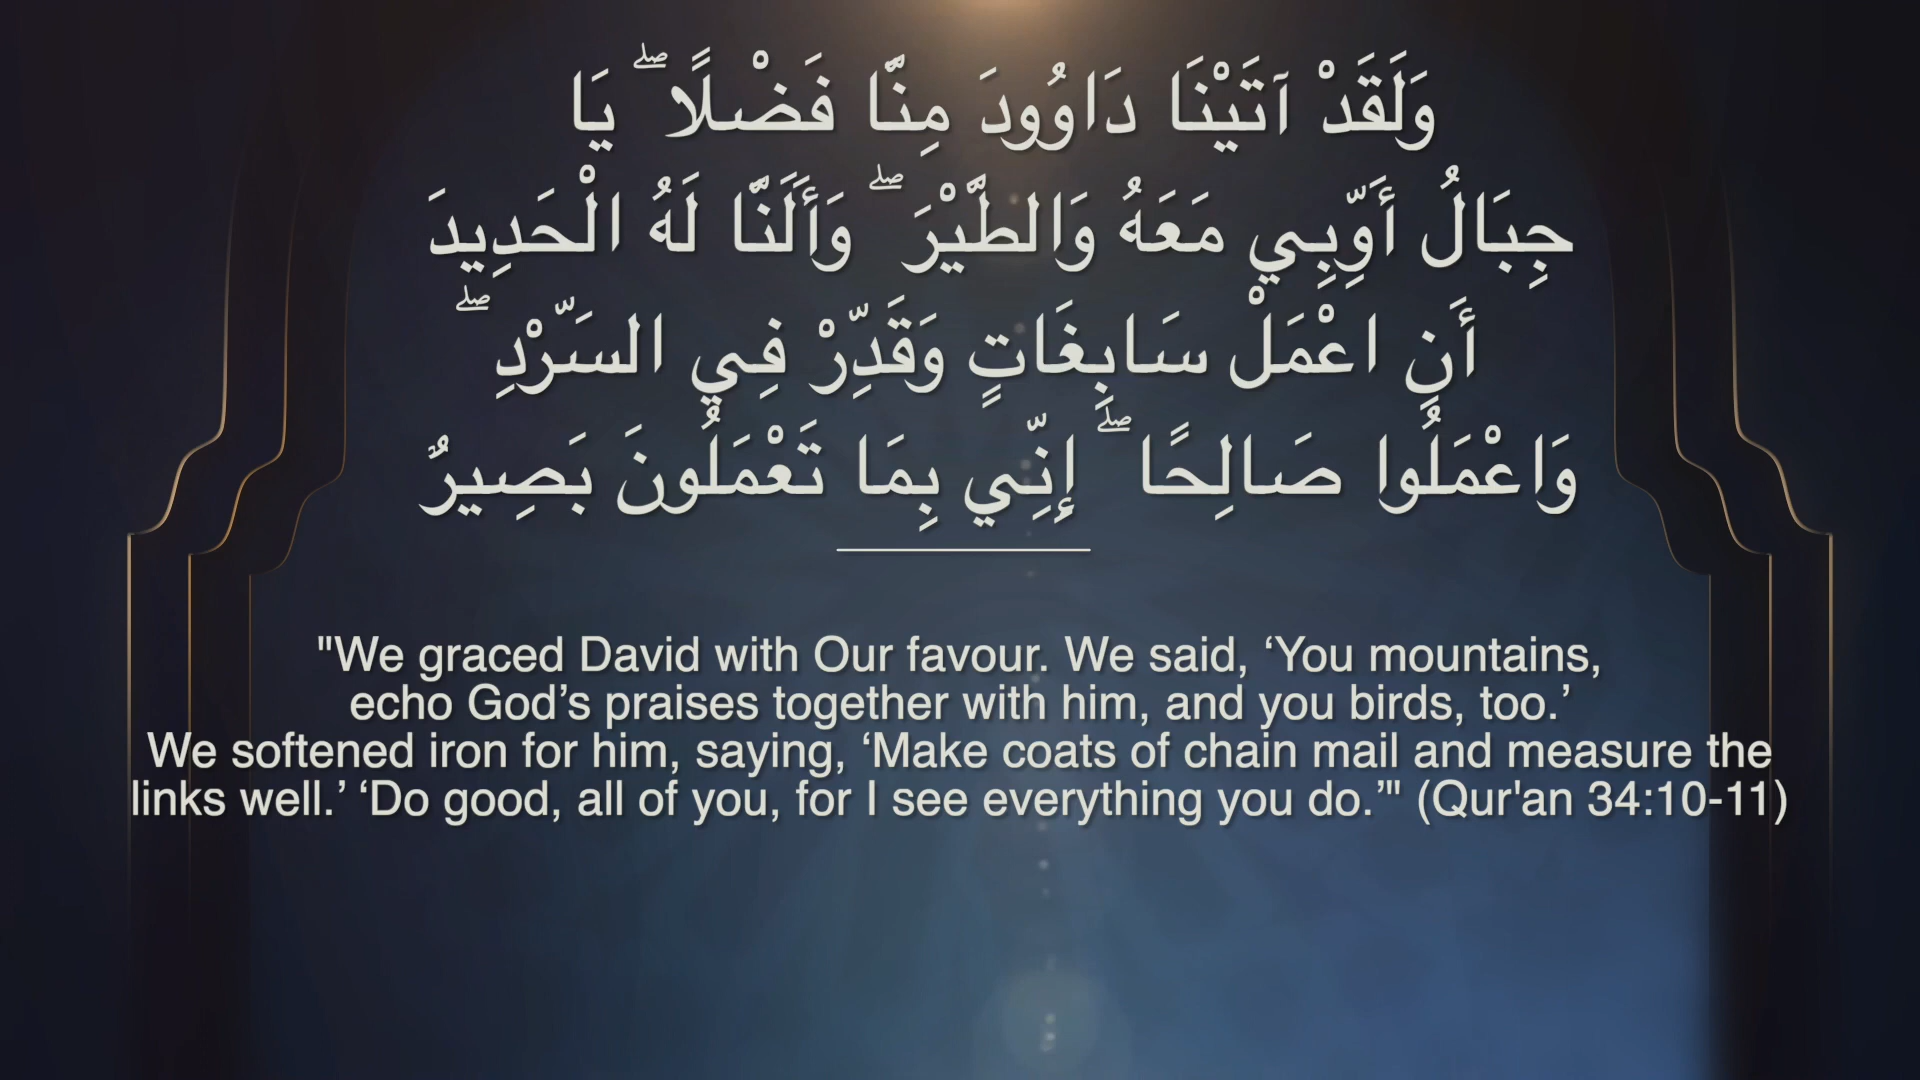 وَلَقَدْ آتَيْنَا دَاوُودَ مِنَّا فَضْلًا ۖ يَا
جِبَالُ أَوِّبِي مَعَهُ وَالطَّيْرَ ۖ وَأَلَنَّا لَهُ الْحَدِيدَ
أَنِ اعْمَلْ سَابِغَاتٍ وَقَدِّرْ فِي السَّرْدِ ۖ
وَاعْمَلُوا صَالِحًا ۖ إِنِّي بِمَا تَعْمَلُونَ بَصِيرٌ
"We graced David with Our favour. We said, ‘You mountains,
echo God’s praises together with him, and you birds, too.’
We softened iron for him, saying, ‘Make coats of chain mail and measure the
links well.’ ‘Do good, all of you, for I see everything you do.’" (Qur'an 34:10-11)